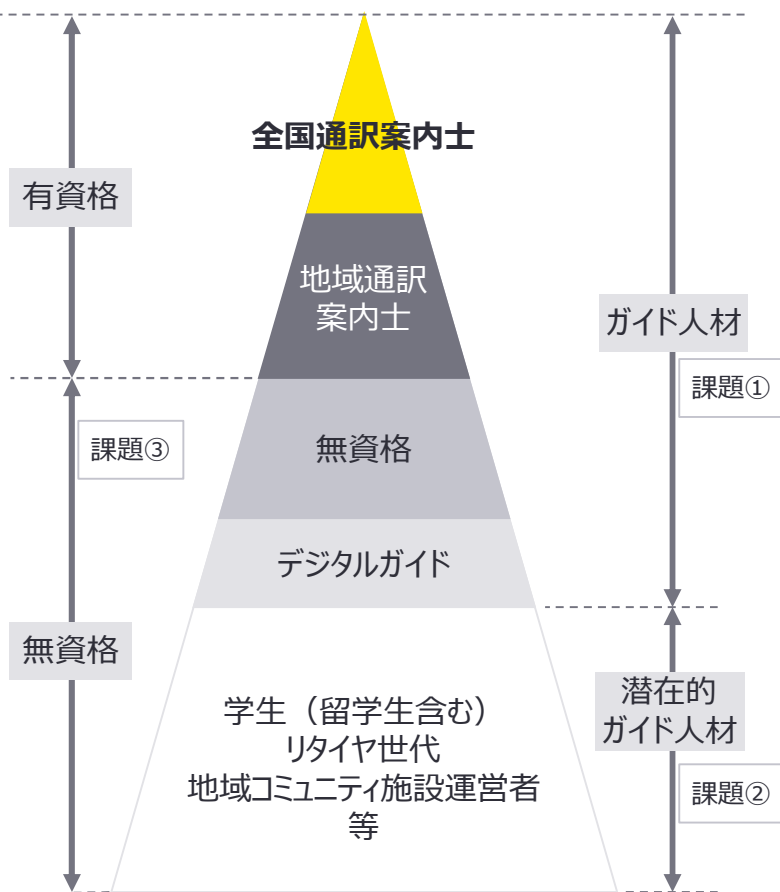 全国通訳案内士
有資格
地域通訳
案内士
ガイド人材
課題①
課題③
無資格
デジタルガイド
無資格
学生（留学生含む）
リタイヤ世代
地域コミュニティ施設運営者
等
潜在的
ガイド人材
課題②